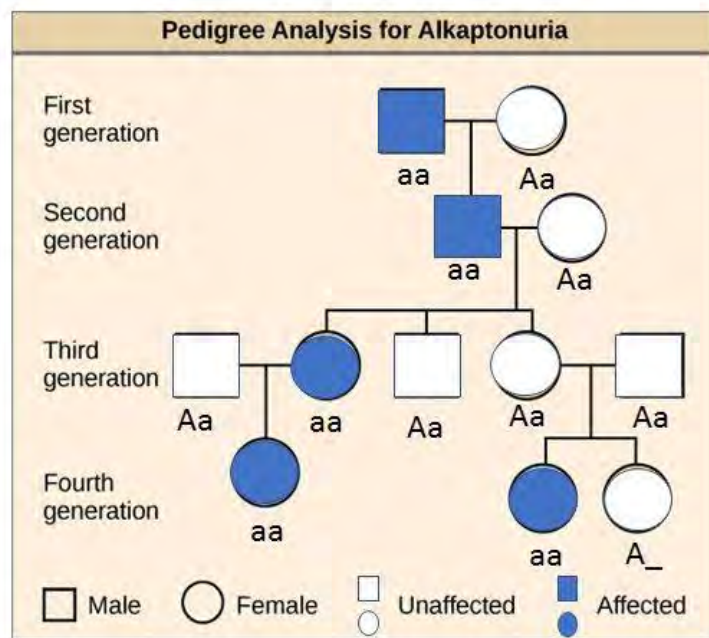 Pedigree Analysis for Alkaptonuria
First
generation
aa
Aa
Second
generation
aa
Aa
Third
generation
Aa
aa
Aa
Aa
Aa
Fourth
generation
aa
aa
A_
Male
Female
Unaffected
Affected